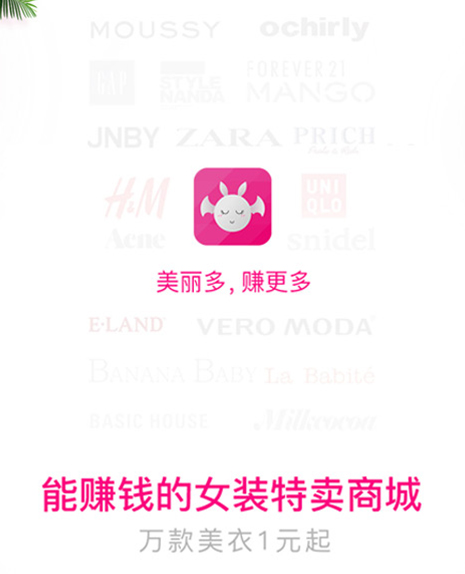 MOUSSY ochirly
GAP STYLE NANDA FOREVER 21 MANGO
JNBY ZARA PRICH
H&M UNIQLO
Acne snidel
美丽多，赚更多
E·LAND VERO MODA
BANANA BABY La Babité
BASIC HOUSE Milkcocoa
能赚钱的女装特卖商城
万款美衣1元起